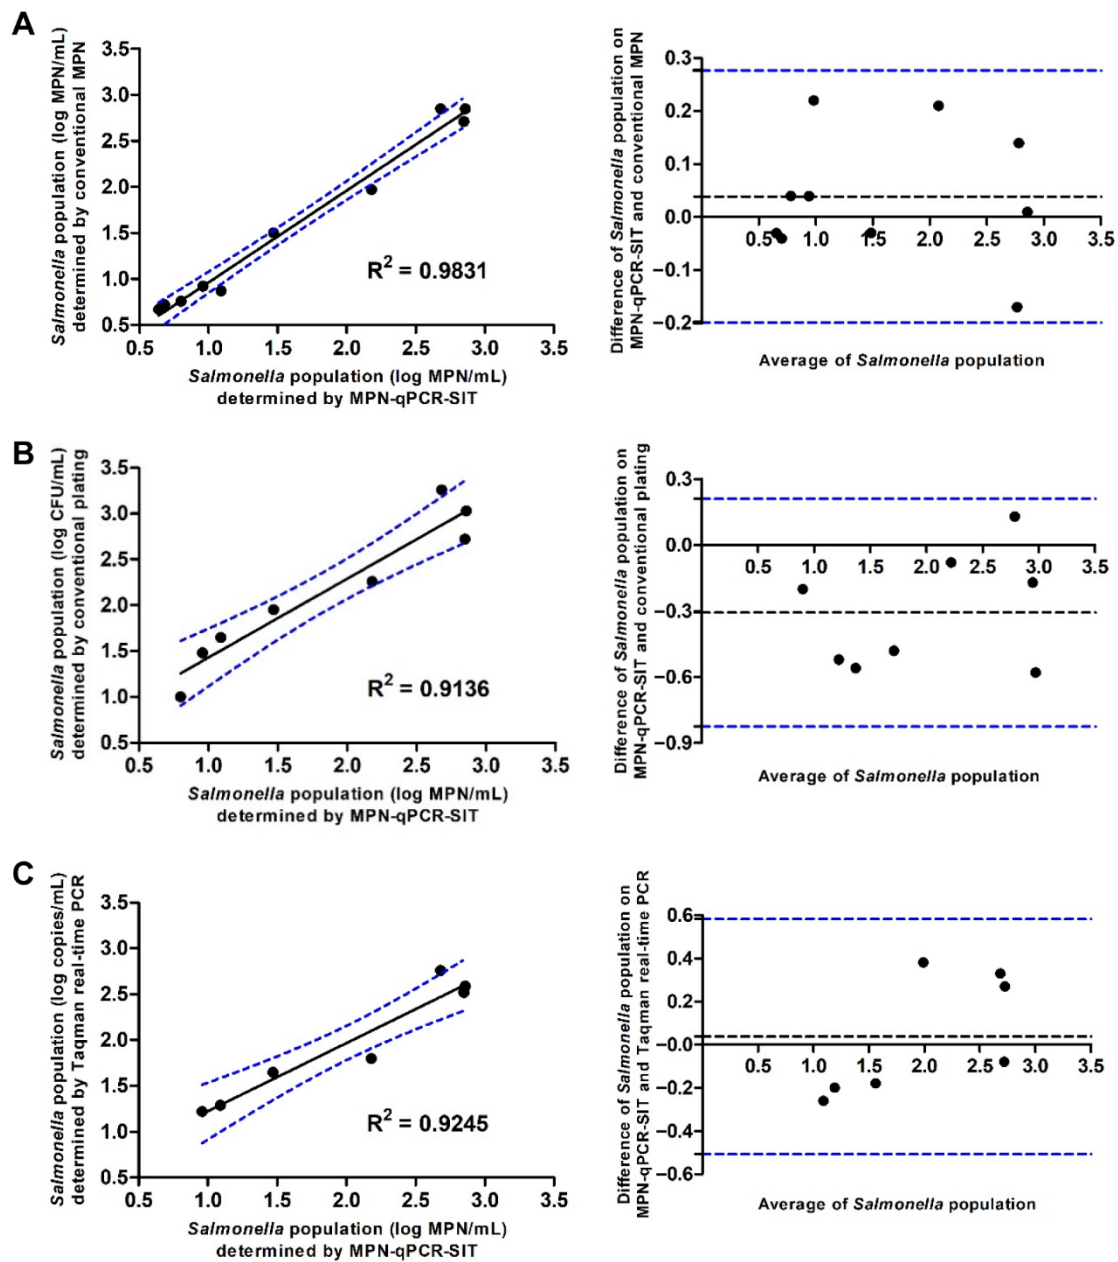 A
Salmonella population (log MPN/mL)
determined by conventional MPN
3.5
3.0
2.5
2.0
1.5
1.0
0.5
R² = 0.9831
0.5 1.0 1.5 2.0 2.5 3.0 3.5
Salmonella population (log MPN/mL)
determined by MPN-qPCR-SIT
Difference of Salmonella population on
MPN-qPCR-SIT and conventional MPN
0.3
0.2
0.1
0.0
−0.1
−0.2
0.5 1.0 1.5 2.0 2.5 3.0 3.5
Average of Salmonella population
B
Salmonella population (log CFU/mL)
determined by conventional plating
3.5
3.0
2.5
2.0
1.5
1.0
0.5
R² = 0.9136
0.5 1.0 1.5 2.0 2.5 3.0 3.5
Salmonella population (log MPN/mL)
determined by MPN-qPCR-SIT
Difference of Salmonella population on
MPN-qPCR-SIT and conventional plating
0.3
0.0
−0.3
−0.6
−0.9
0.5 1.0 1.5 2.0 2.5 3.0 3.5
Average of Salmonella population
C
Salmonella population (log copies/mL)
determined by Taqman real-time PCR
3.5
3.0
2.5
2.0
1.5
1.0
0.5
R² = 0.9245
0.5 1.0 1.5 2.0 2.5 3.0 3.5
Salmonella population (log MPN/mL)
determined by MPN-qPCR-SIT
Difference of Salmonella population on
MPN-qPCR-SIT and Taqman real-time PCR
0.6
0.4
0.2
−0.0
−0.2
−0.4
−0.6
0.5 1.0 1.5 2.0 2.5 3.0 3.5
Average of Salmonella population